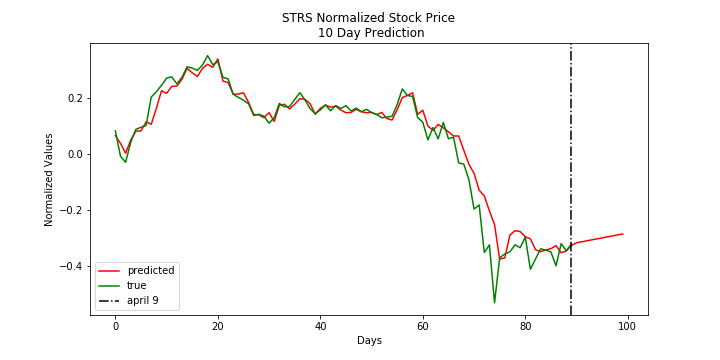 STRS Normalized Stock Price
10 Day Prediction
Normalized Values
0.2
0.0
−0.2
−0.4
predicted
true
april 9
0
20
40
60
80
100
Days